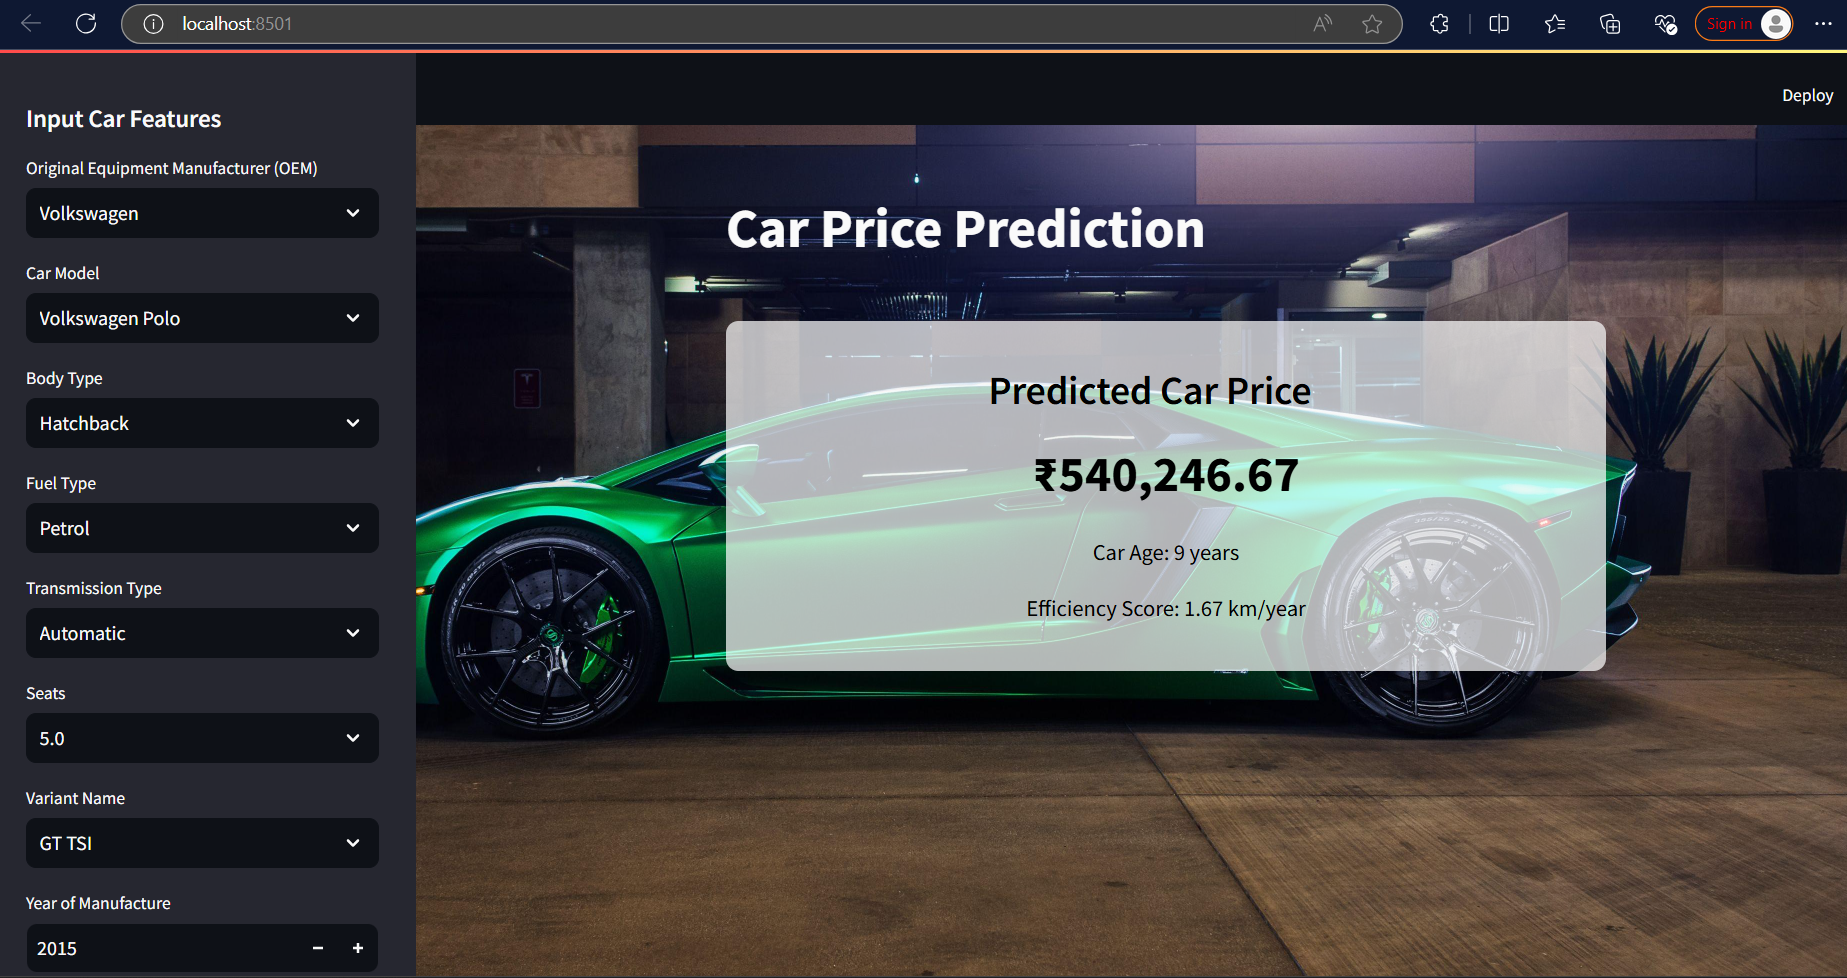 localhost:8501
Sign in
Deploy
Input Car Features
Original Equipment Manufacturer (OEM)
Volkswagen
Car Model
Volkswagen Polo
Body Type
Hatchback
Fuel Type
Petrol
Transmission Type
Automatic
Seats
5.0
Variant Name
GT TSI
Year of Manufacture
2015
Car Price Prediction
Predicted Car Price
₹540,246.67
Car Age: 9 years
Efficiency Score: 1.67 km/year